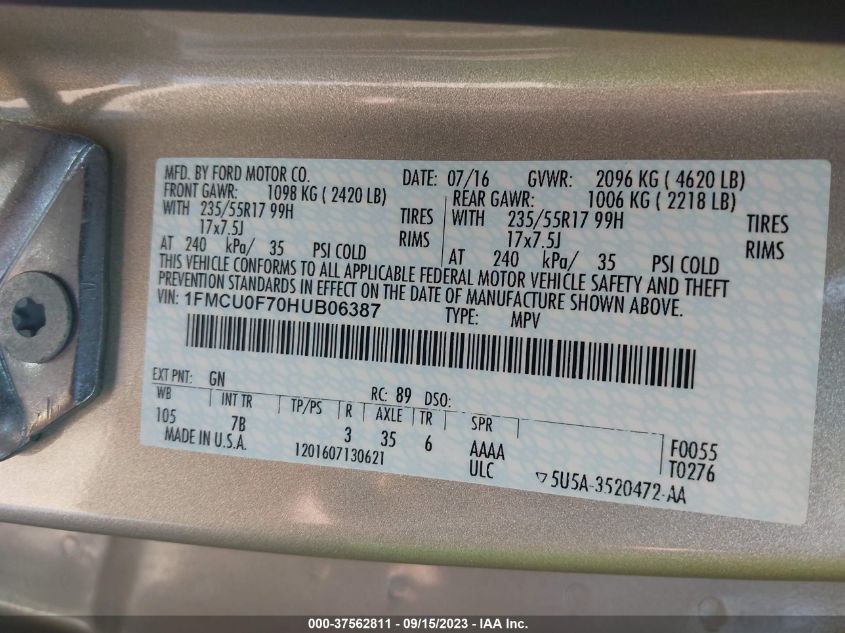 MFD. BY FORD MOTOR CO. DATE: 07/16 GVWR: 2096 KG ( 4620 LB)
FRONT GAWR: 1098 KG ( 2420 LB) REAR GAWR: 1006 KG ( 2218 LB)
WITH 235/55R17 99H TIRES WITH 235/55R17 99H TIRES
17x7.5J RIMS 17x7.5J RIMS
AT 240 kPa/ 35 PSI COLD AT 240 kPa/ 35 PSI COLD
THIS VEHICLE CONFORMS TO ALL APPLICABLE FEDERAL MOTOR VEHICLE SAFETY AND THEFT
PREVENTION STANDARDS IN EFFECT ON THE DATE OF MANUFACTURE SHOWN ABOVE.
VIN: 1FMCU0F70HUB06387 TYPE: MPV
EXT PNT: GN RC: 89 DSO:
WB INT TR TP/PS R AXLE TR SPR
105 7B 3 35 6 AAAA F0055
MADE IN U.S.A. 1201607130621 ULC T0276
▽5U5A-3520472-AA
000-37562811 - 09/15/2023 - IAA Inc.